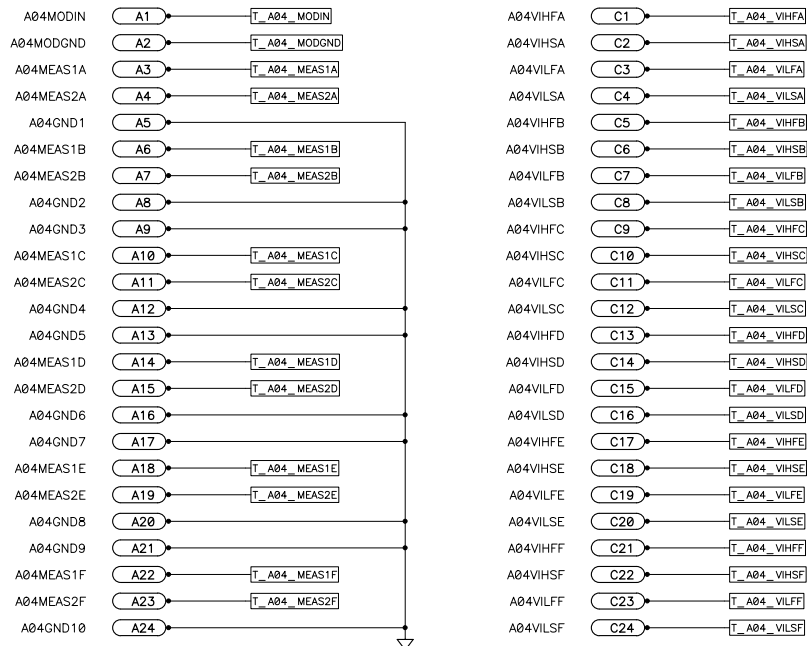 A04MODIN A1 T_A04_MODIN
A04MODGND A2 T_A04_MODGND
A04MEAS1A A3 T_A04_MEAS1A
A04MEAS2A A4 T_A04_MEAS2A
A04GND1 A5
A04MEAS1B A6 T_A04_MEAS1B
A04MEAS2B A7 T_A04_MEAS2B
A04GND2 A8
A04GND3 A9
A04MEAS1C A10 T_A04_MEAS1C
A04MEAS2C A11 T_A04_MEAS2C
A04GND4 A12
A04GND5 A13
A04MEAS1D A14 T_A04_MEAS1D
A04MEAS2D A15 T_A04_MEAS2D
A04GND6 A16
A04GND7 A17
A04MEAS1E A18 T_A04_MEAS1E
A04MEAS2E A19 T_A04_MEAS2E
A04GND8 A20
A04GND9 A21
A04MEAS1F A22 T_A04_MEAS1F
A04MEAS2F A23 T_A04_MEAS2F
A04GND10 A24
A04VIHFA C1 T_A04_VIHFA
A04VIHSA C2 T_A04_VIHSA
A04VILFA C3 T_A04_VILFA
A04VILSA C4 T_A04_VILSA
A04VIHFB C5 T_A04_VIHFB
A04VIHSB C6 T_A04_VIHSB
A04VILFB C7 T_A04_VILFB
A04VILSB C8 T_A04_VILSB
A04VIHFC C9 T_A04_VIHFC
A04VIHSC C10 T_A04_VIHSC
A04VILFC C11 T_A04_VILFC
A04VILSC C12 T_A04_VILSC
A04VIHFD C13 T_A04_VIHFD
A04VIHSD C14 T_A04_VIHSD
A04VILFD C15 T_A04_VILFD
A04VILSD C16 T_A04_VILSD
A04VIHFE C17 T_A04_VIHFE
A04VIHSE C18 T_A04_VIHSE
A04VILFE C19 T_A04_VILFE
A04VILSE C20 T_A04_VILSE
A04VIHFF C21 T_A04_VIHFF
A04VIHSF C22 T_A04_VIHSF
A04VILFF C23 T_A04_VILFF
A04VILSF C24 T_A04_VILSF